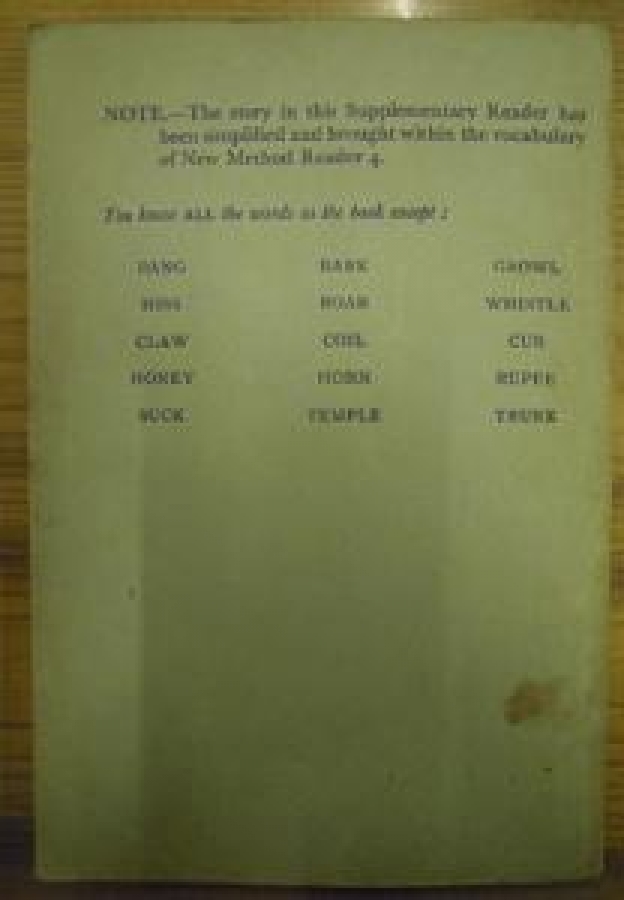 NOTE.—The story in this Supplementary Reader has
been simplified and brought within the vocabulary
of New Method Reader 4.
You know ALL the words in the book except :
BANG BARK GROWL
HISS ROAR WHISTLE
CLAW COIL CUB
HONEY HORN RUPEE
SUCK TEMPLE TRUNK